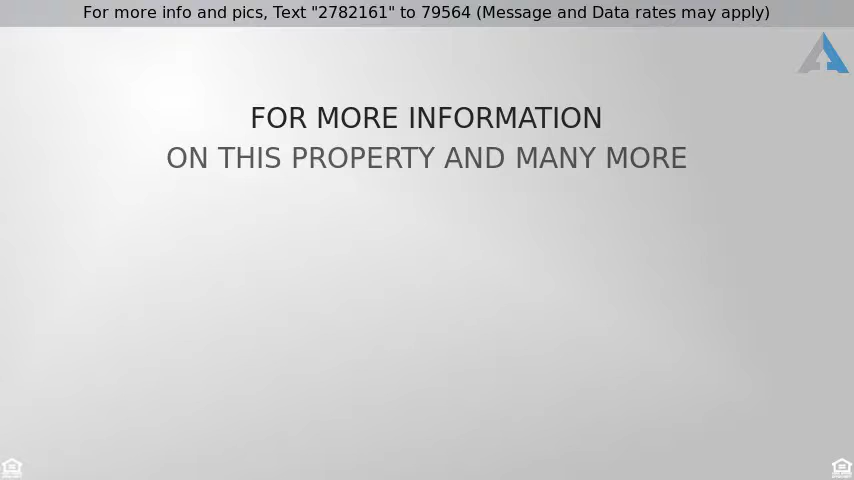 For more info and pics, Text "2782161" to 79564 (Message and Data rates may apply)
FOR MORE INFORMATION
ON THIS PROPERTY AND MANY MORE